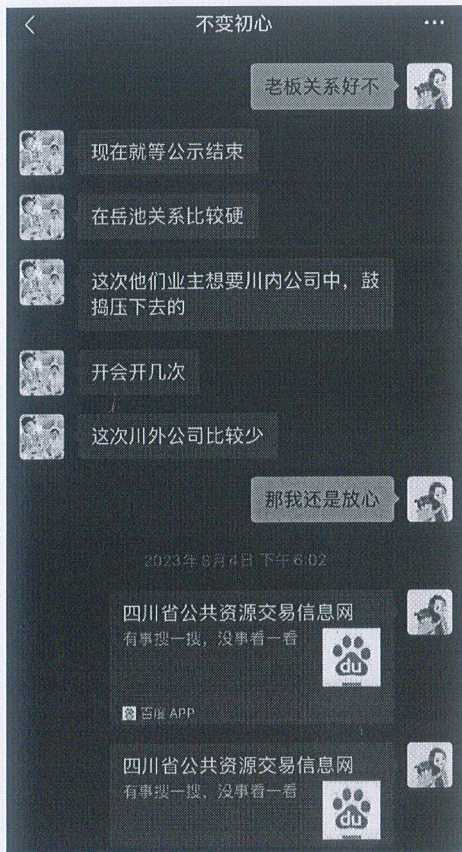 不变初心
老板关系好不
现在就等公示结束
在岳池关系比较硬
这次他们业主想要川内公司中，鼓
捣压下去的
开会开几次
这次川外公司比较少
那我还是放心
2023年8月4日 下午6:02
四川省公共资源交易信息网
有事搜一搜，没事看一看
du
百度 APP
四川省公共资源交易信息网
有事搜一搜，没事看一看
du